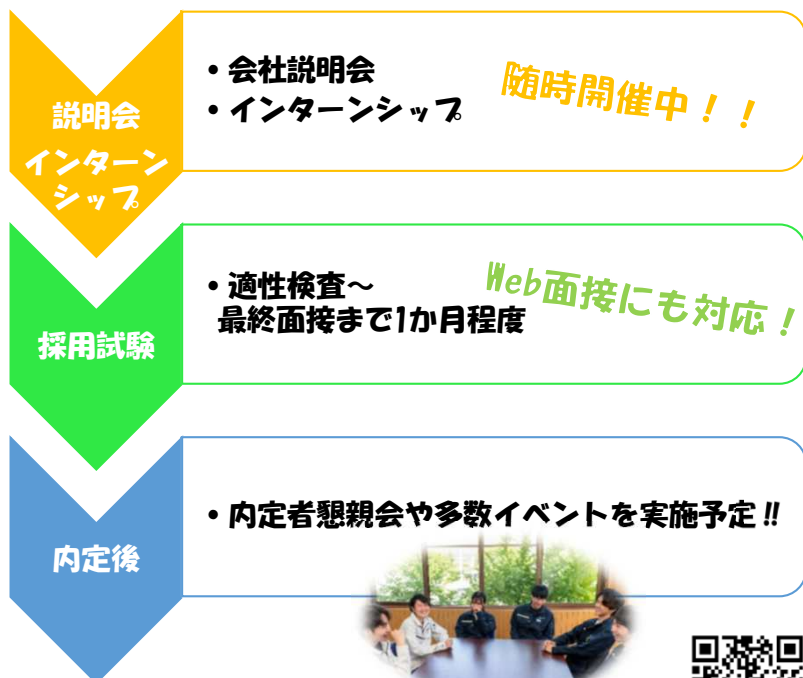 説明会
インターン
シップ
・会社説明会
・インターンシップ
随時開催中！！
採用試験
・適性検査～
最終面接まで1か月程度
Web面接にも対応！
内定後
・内定者懇親会や多数イベントを実施予定‼